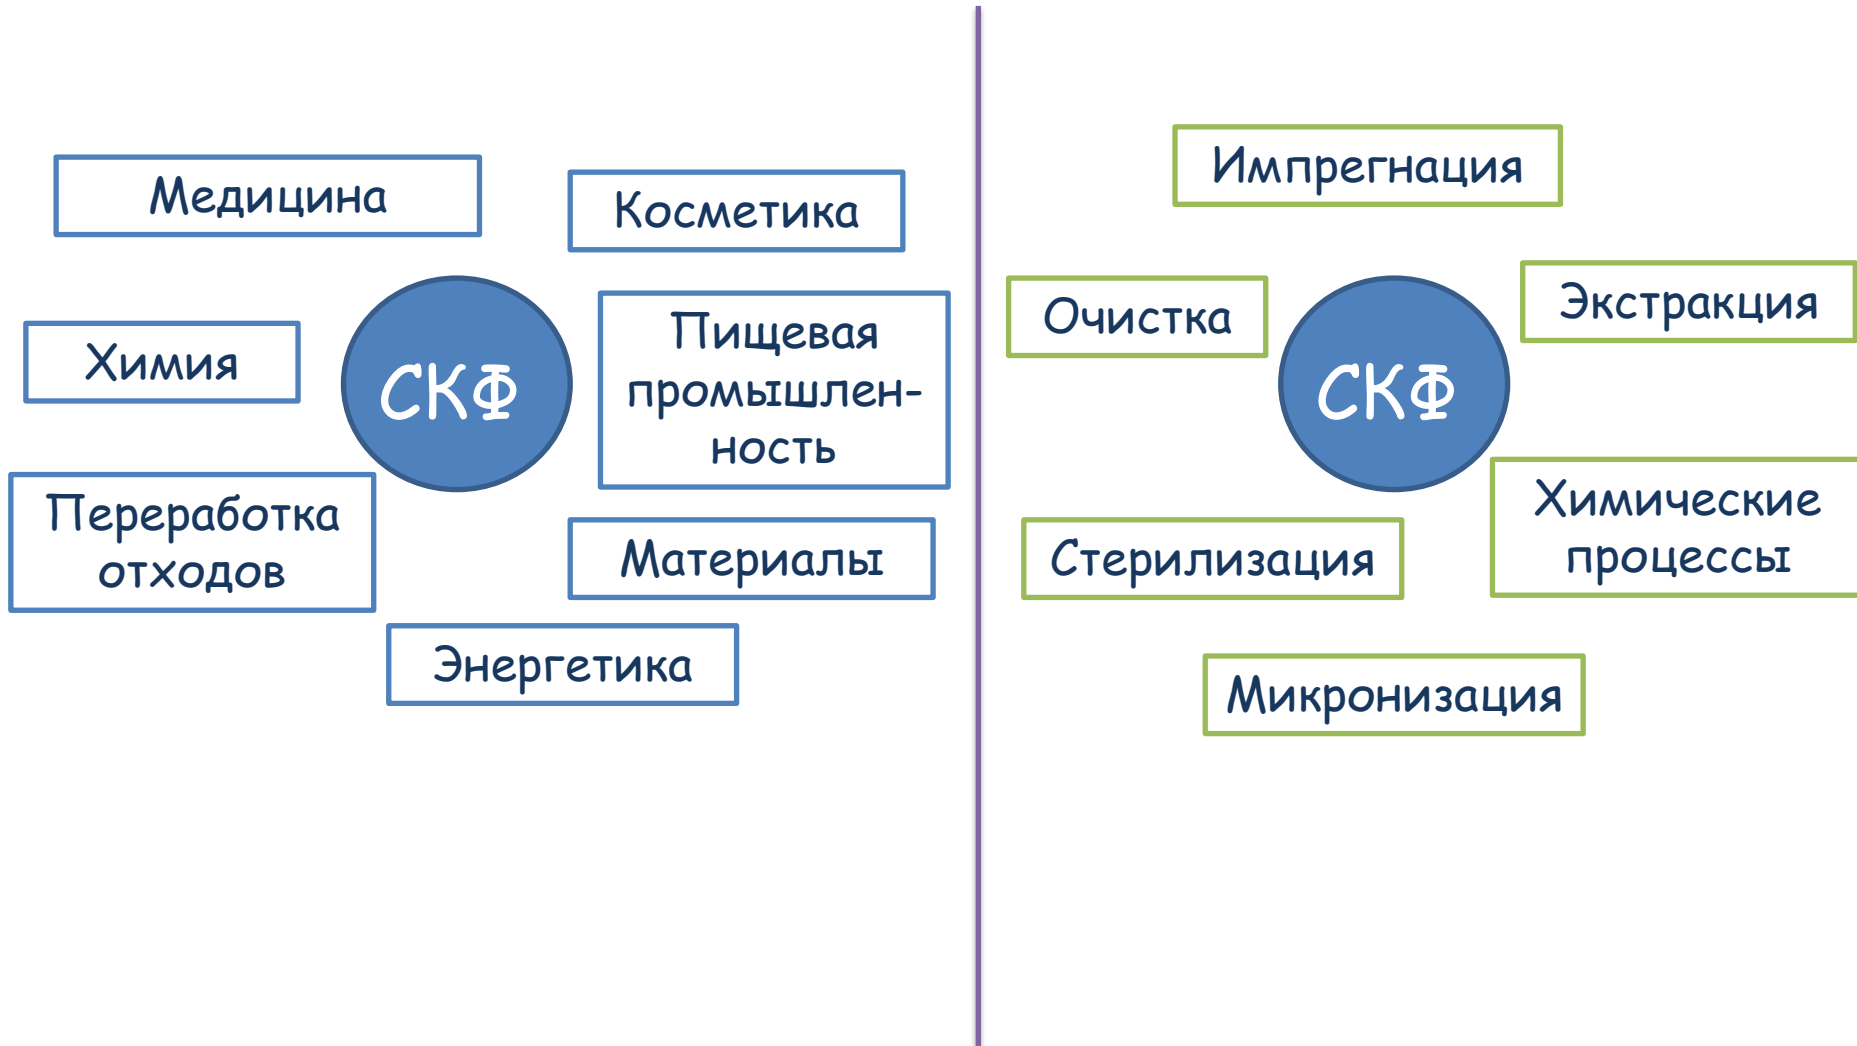 Медицина
Косметика
Химия
СКФ
Пищевая
промышлен-
ность
Переработка
отходов
Материалы
Энергетика
Импрегнация
Очистка
СКФ
Экстракция
Стерилизация
Химические
процессы
Микронизация